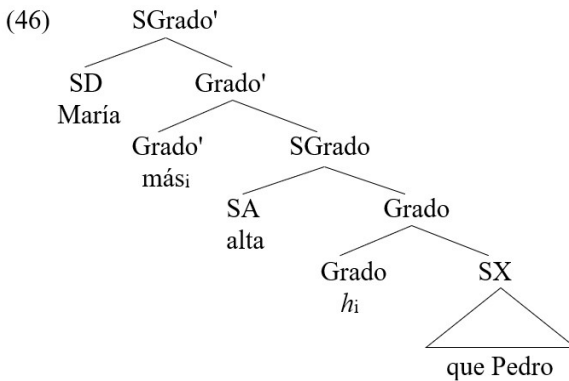 (46) SGrado'
SD Grado'
María
Grado' SGrado
másᵢ
SA Grado
alta
Grado SX
hᵢ
que Pedro